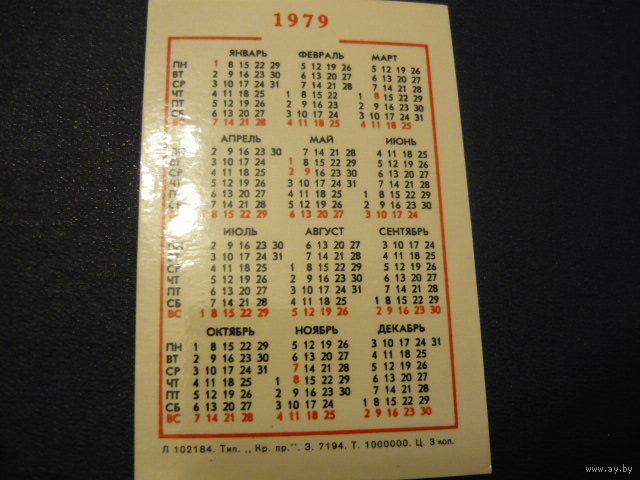 1979
ЯНВАРЬ ФЕВРАЛЬ МАРТ
ПН 1 8 15 22 29 5 12 19 26 5 12 19 26
ВТ 2 9 16 23 30 6 13 20 27 6 13 20 27
СР 3 10 17 24 31 7 14 21 28 7 14 21 28
ЧТ 4 11 18 25 1 8 15 22 1 8 15 22 29
ПТ 5 12 19 26 2 9 16 23 2 9 16 23 30
СБ 6 13 20 27 3 10 17 24 3 10 17 24 31
ВС 7 14 21 28 4 11 18 25 4 11 18 25
АПРЕЛЬ МАЙ ИЮНЬ
ПН 2 9 16 23 30 7 14 21 28 4 11 18 25
ВТ 3 10 17 24 1 8 15 22 29 5 12 19 26
СР 4 11 18 25 2 9 16 23 30 6 13 20 27
ЧТ 5 12 19 26 3 10 17 24 31 7 14 21 28
ПТ 6 13 20 27 4 11 18 25 1 8 15 22 29
СБ 7 14 21 28 5 12 19 26 2 9 16 23 30
ВС 1 8 15 22 29 6 13 20 27 3 10 17 24
ИЮЛЬ АВГУСТ СЕНТЯБРЬ
ПН 2 9 16 23 30 6 13 20 27 3 10 17 24
ВТ 3 10 17 24 31 7 14 21 28 4 11 18 25
СР 4 11 18 25 1 8 15 22 29 5 12 19 26
ЧТ 5 12 19 26 2 9 16 23 30 6 13 20 27
ПТ 6 13 20 27 3 10 17 24 31 7 14 21 28
СБ 7 14 21 28 4 11 18 25 1 8 15 22 29
ВС 1 8 15 22 29 5 12 19 26 2 9 16 23 30
ОКТЯБРЬ НОЯБРЬ ДЕКАБРЬ
ПН 1 8 15 22 29 5 12 19 26 3 10 17 24 31
ВТ 2 9 16 23 30 6 13 20 27 4 11 18 25
СР 3 10 17 24 31 7 14 21 28 5 12 19 26
ЧТ 4 11 18 25 1 8 15 22 29 6 13 20 27
ПТ 5 12 19 26 2 9 16 23 30 7 14 21 28
СБ 6 13 20 27 3 10 17 24 1 8 15 22 29
ВС 7 14 21 28 4 11 18 25 2 9 16 23 30
Л 102184. Тип. „Кр. пр.". З. 7194. Т. 1000000. Ц. 3 коп.
www.ay.by